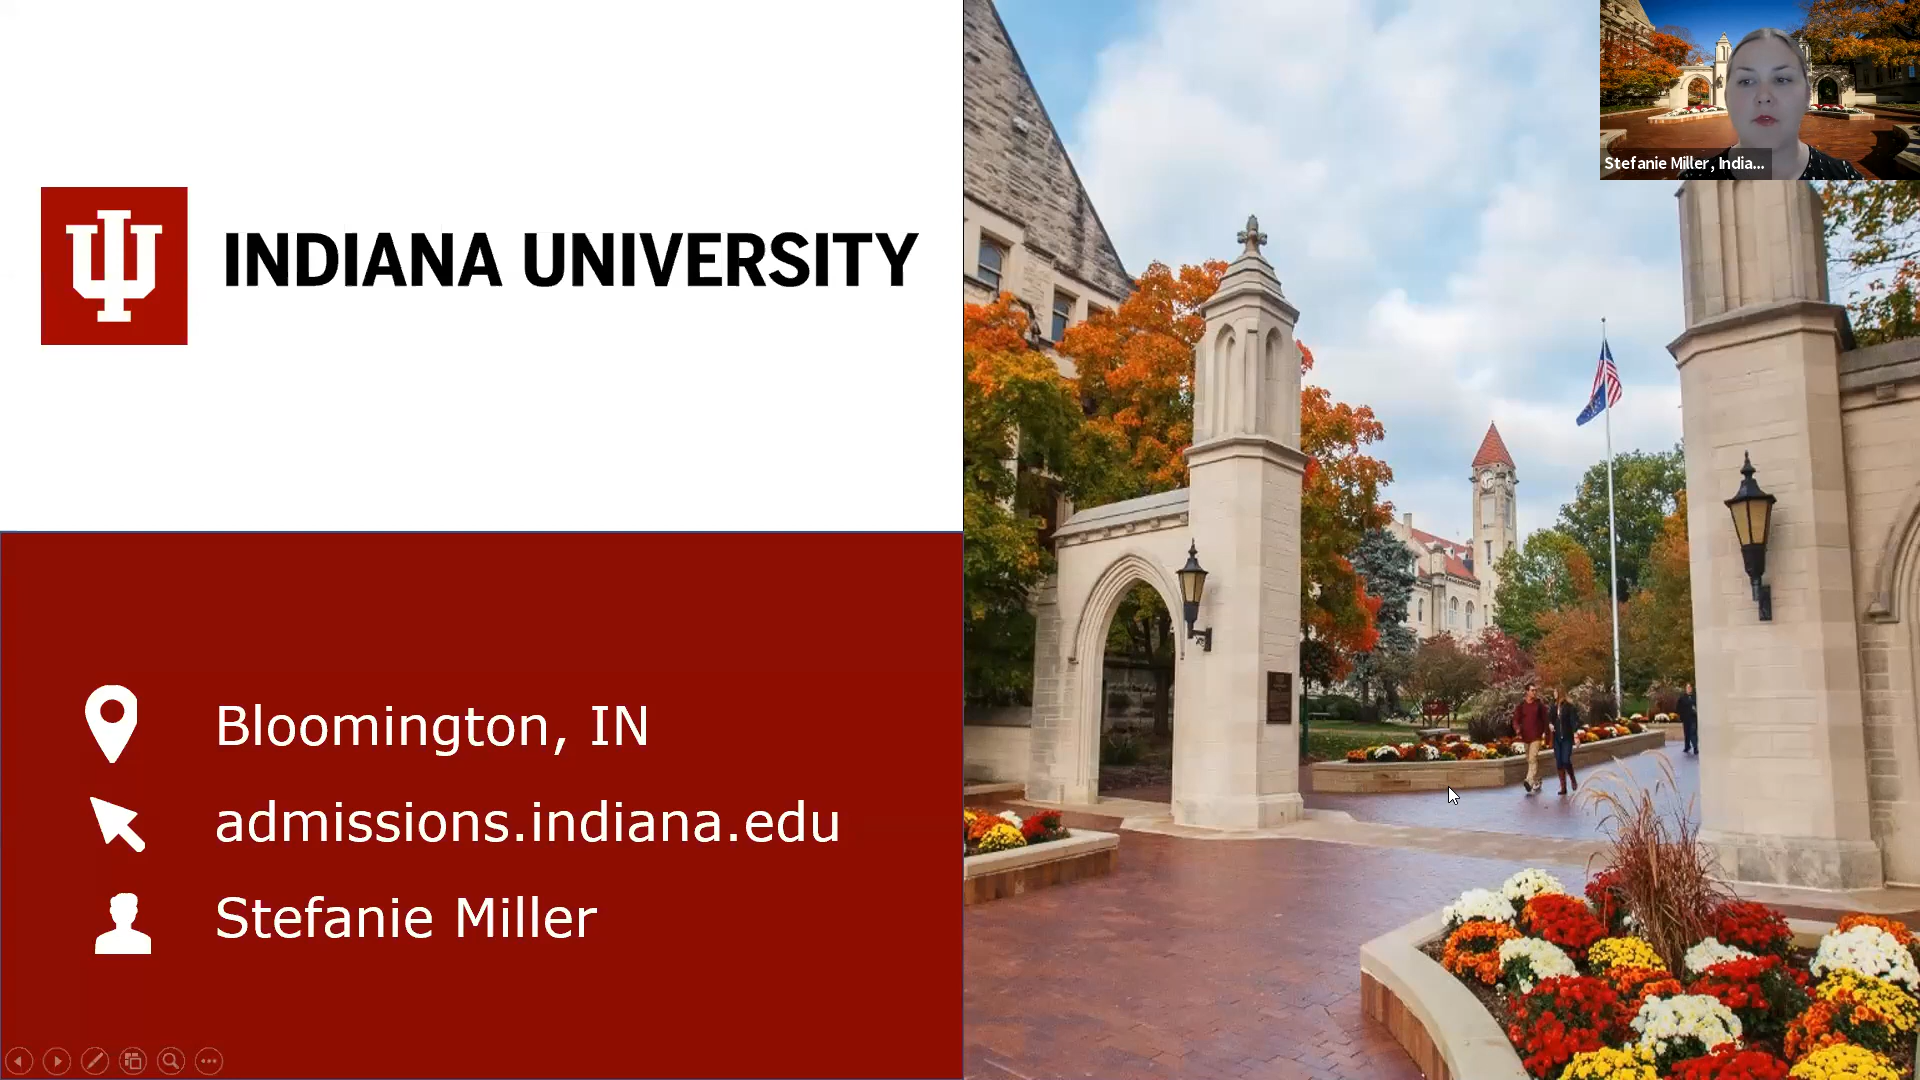 INDIANA UNIVERSITY
Bloomington, IN
admissions.indiana.edu
Stefanie Miller
Stefanie Miller, India...